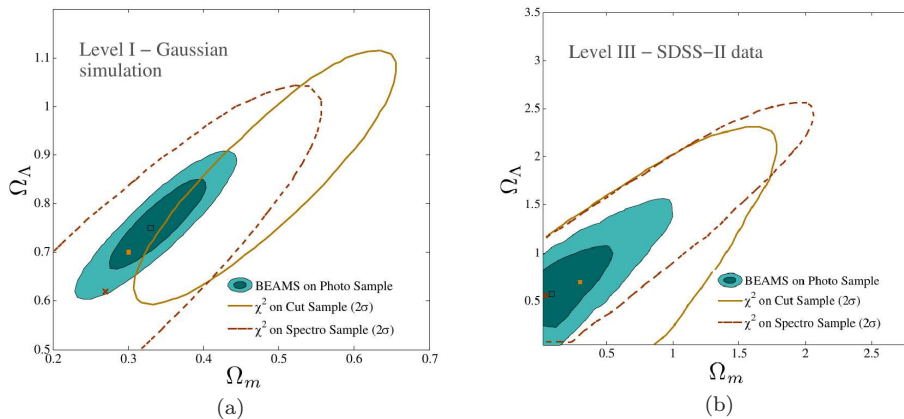 Level I − Gaussian
simulation
1.1
1
0.9
0.8
0.7
0.6
0.5
Ω_Λ
BEAMS on Photo Sample
χ² on Cut Sample (2σ)
χ² on Spectro Sample (2σ)
0.2 0.3 0.4 0.5 0.6 0.7
Ω_m
(a)
Level III − SDSS−II data
3.5
3
2.5
2
1.5
1
0.5
Ω_Λ
BEAMS on Photo Sample
χ² on Cut Sample (2σ)
χ² on Spectro Sample (2σ)
0.5 1 1.5 2 2.5
Ω_m
(b)